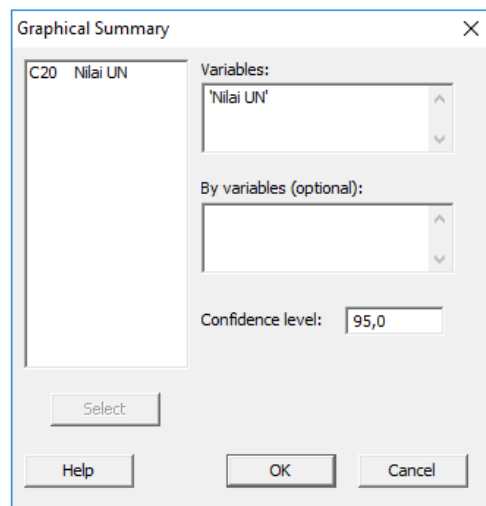 Graphical Summary
C20 Nilai UN
Variables:
'Nilai UN'
By variables (optional):
Confidence level: 95,0
Select
Help OK Cancel